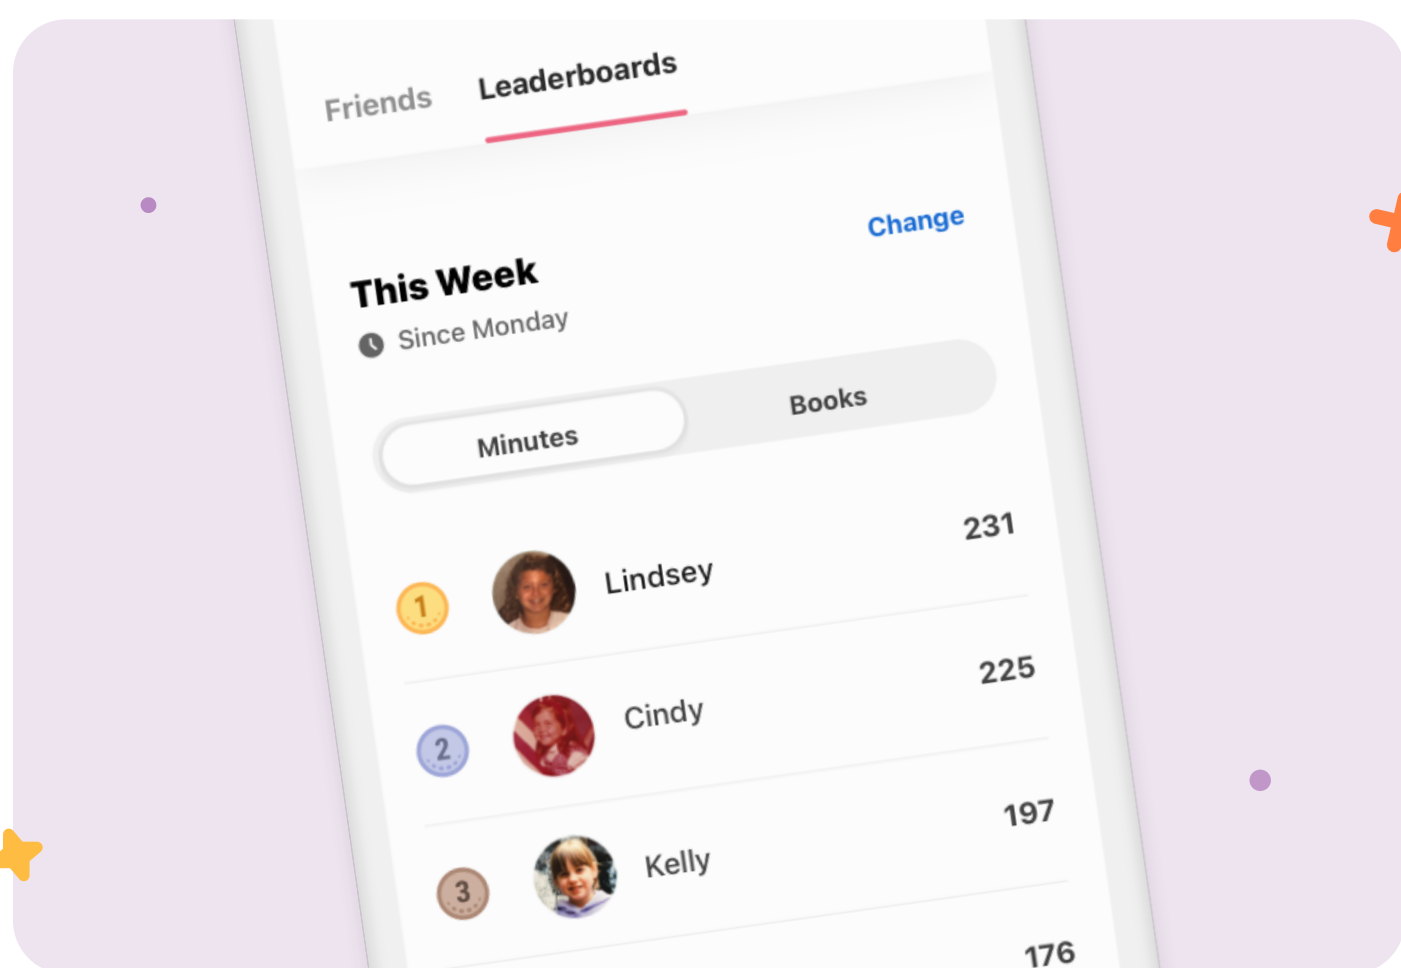 Friends Leaderboards
Change
This Week
Since Monday
Minutes Books
1 Lindsey 231
2 Cindy 225
3 Kelly 197
176